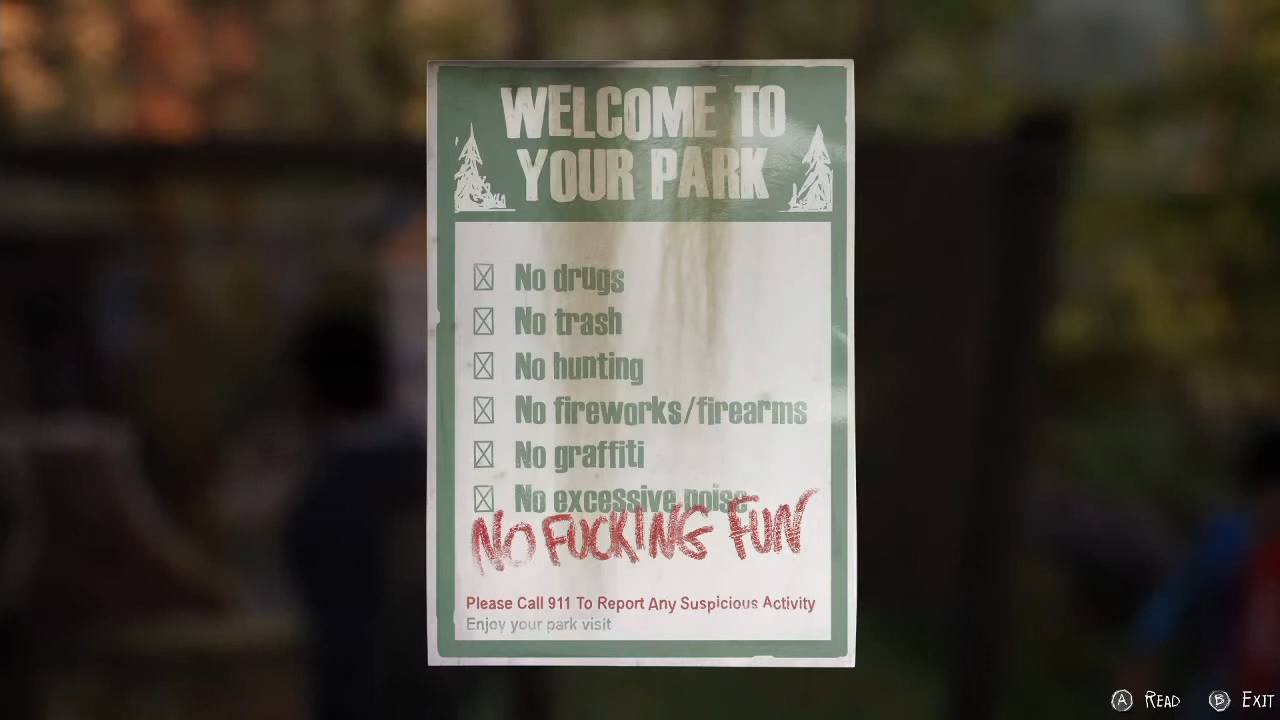 WELCOME TO
YOUR PARK
No drugs
No trash
No hunting
No fireworks/firearms
No graffiti
No excessive noise
NO FUCKING FUN
Please Call 911 To Report Any Suspicious Activity
Enjoy your park visit
A READ B EXIT